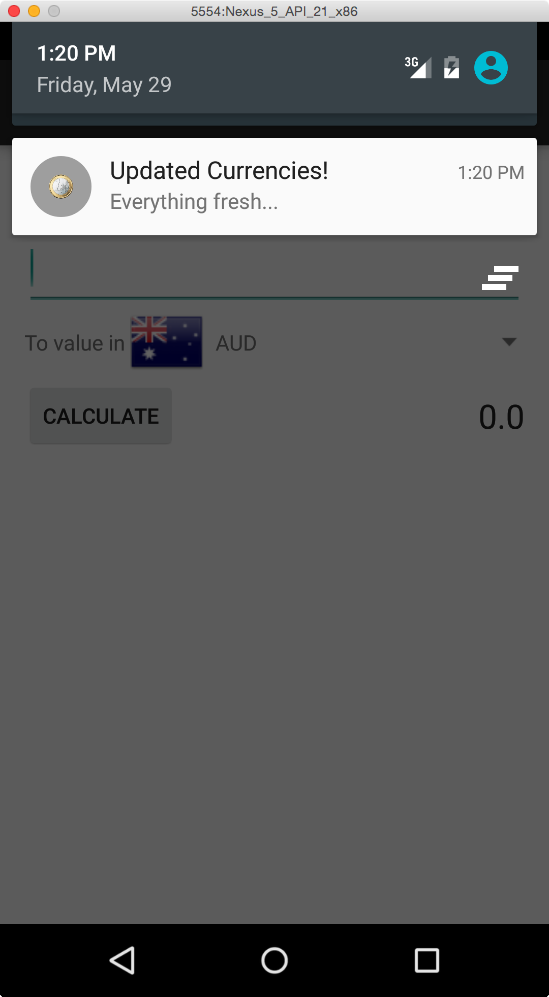 5554:Nexus_5_API_21_x86
1:20 PM
3G
Friday, May 29
Updated Currencies!
1:20 PM
Everything fresh...
To value in
AUD
CALCULATE
0.0